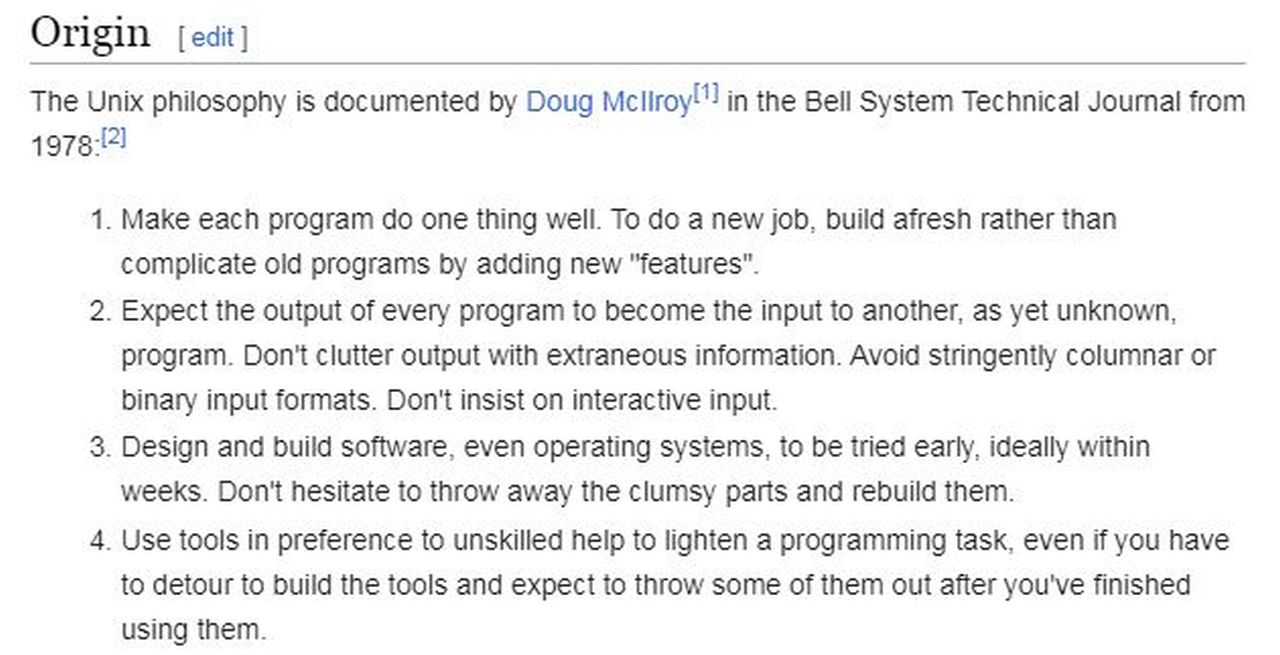 Origin [ edit ]
The Unix philosophy is documented by Doug McIlroy[1] in the Bell System Technical Journal from
1978:[2]
1. Make each program do one thing well. To do a new job, build afresh rather than
complicate old programs by adding new "features".
2. Expect the output of every program to become the input to another, as yet unknown,
program. Don't clutter output with extraneous information. Avoid stringently columnar or
binary input formats. Don't insist on interactive input.
3. Design and build software, even operating systems, to be tried early, ideally within
weeks. Don't hesitate to throw away the clumsy parts and rebuild them.
4. Use tools in preference to unskilled help to lighten a programming task, even if you have
to detour to build the tools and expect to throw some of them out after you've finished
using them.